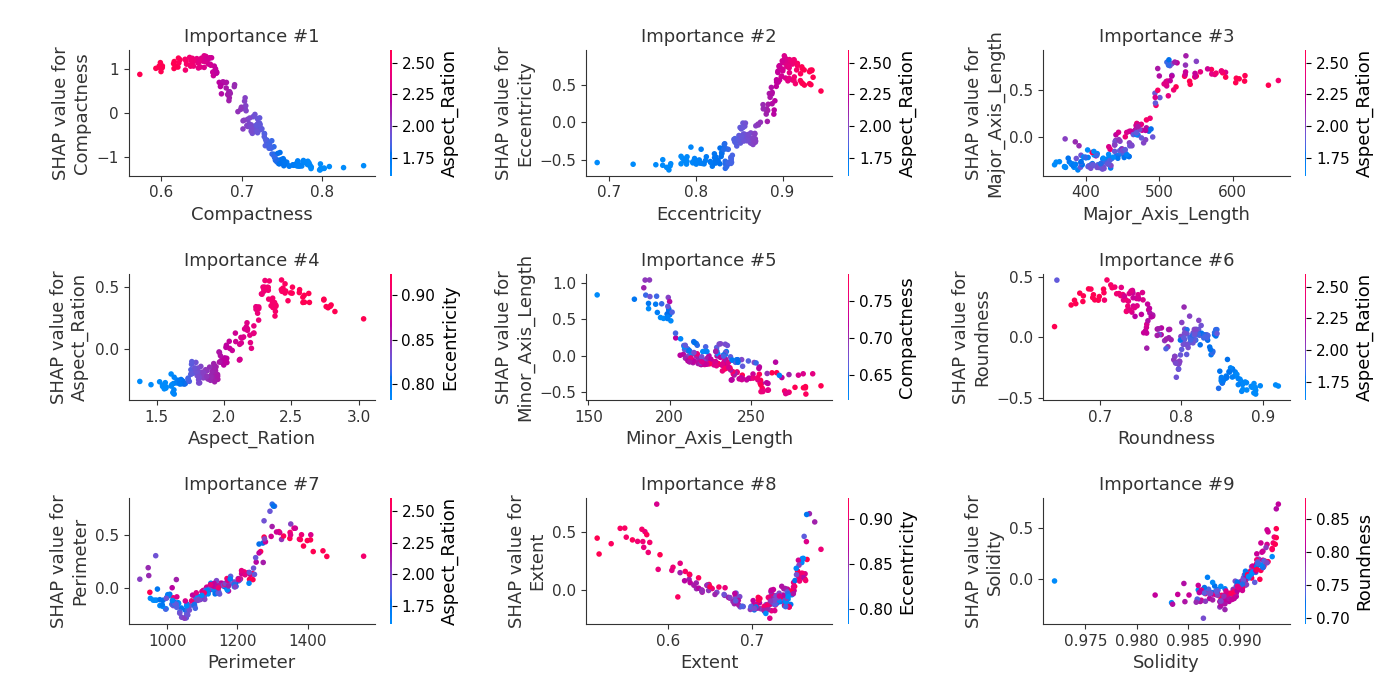 Importance #1
SHAP value for
Compactness
1
0
−1
0.6 0.7 0.8
Compactness
2.50
2.25
2.00
1.75
Aspect_Ration
Importance #2
SHAP value for
Eccentricity
0.5
0.0
−0.5
0.7 0.8 0.9
Eccentricity
2.50
2.25
2.00
1.75
Aspect_Ration
Importance #3
SHAP value for
Major_Axis_Length
0.5
0.0
400 500 600
Major_Axis_Length
2.50
2.25
2.00
1.75
Aspect_Ration
Importance #4
SHAP value for
Aspect_Ration
0.5
0.0
1.5 2.0 2.5 3.0
Aspect_Ration
0.90
0.85
0.80
Eccentricity
Importance #5
SHAP value for
Minor_Axis_Length
1.0
0.5
0.0
−0.5
150 200 250
Minor_Axis_Length
0.75
0.70
0.65
Compactness
Importance #6
SHAP value for
Roundness
0.5
0.0
−0.5
0.7 0.8 0.9
Roundness
2.50
2.25
2.00
1.75
Aspect_Ration
Importance #7
SHAP value for
Perimeter
0.5
0.0
1000 1200 1400
Perimeter
2.50
2.25
2.00
1.75
Aspect_Ration
Importance #8
SHAP value for
Extent
0.5
0.0
0.6 0.7
Extent
0.90
0.85
0.80
Eccentricity
Importance #9
SHAP value for
Solidity
0.5
0.0
0.975 0.980 0.985 0.990
Solidity
0.85
0.80
0.75
0.70
Roundness